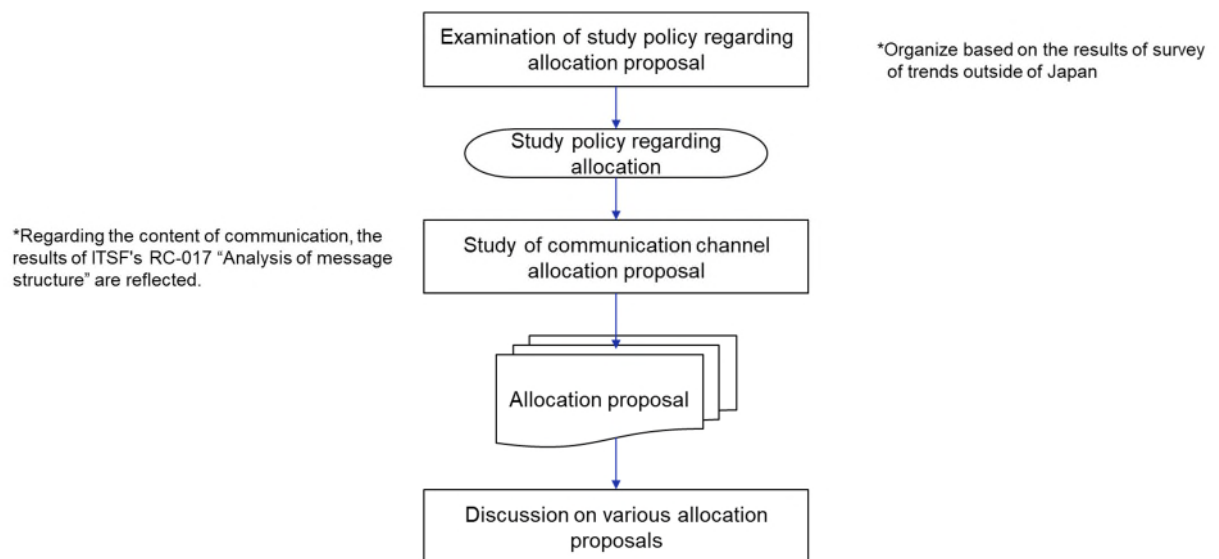 Examination of study policy regarding
allocation proposal
*Organize based on the results of survey
of trends outside of Japan
Study policy regarding
allocation
*Regarding the content of communication, the
results of ITSF's RC-017 “Analysis of message
structure” are reflected.
Study of communication channel
allocation proposal
Allocation proposal
Discussion on various allocation
proposals